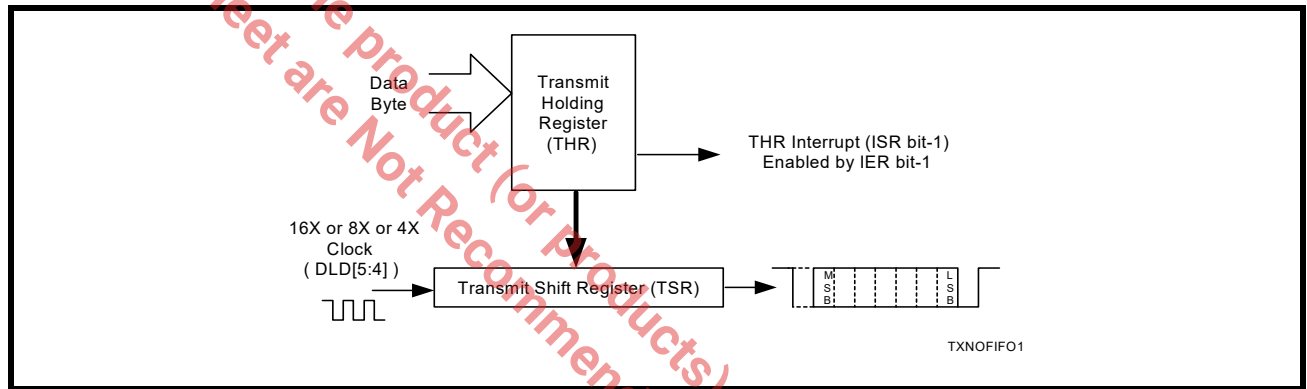 Data
Byte
Transmit
Holding
Register
(THR)
THR Interrupt (ISR bit-1)
Enabled by IER bit-1
16X or 8X or 4X
Clock
( DLD[5:4] )
Transmit Shift Register (TSR)
M
S
B
L
S
B
TXNOFIFO1
e product (or products)
eet are Not Recommen